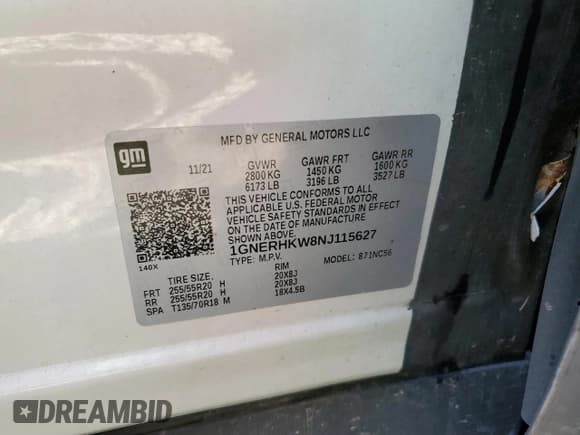 MFD BY GENERAL MOTORS LLC
gm
11/21
GVWR GAWR FRT GAWR RR
2800 KG 1450 KG 1600 KG
6173 LB 3196 LB 3527 LB
THIS VEHICLE CONFORMS TO ALL
APPLICABLE U.S. FEDERAL MOTOR
VEHICLE SAFETY STANDARDS IN EFFECT
ON THE DATE OF MANUFACTURE
SHOWN ABOVE.
1GNERHKW8NJ115627
TYPE: M.P.V. MODEL: 871NC56
140X
TIRE SIZE. RIM
FRT 255/55R20 H 20X8J
RR 255/55R20 H 20X8J
SPA T135/70R18 M 18X4.5B
DREAMBID